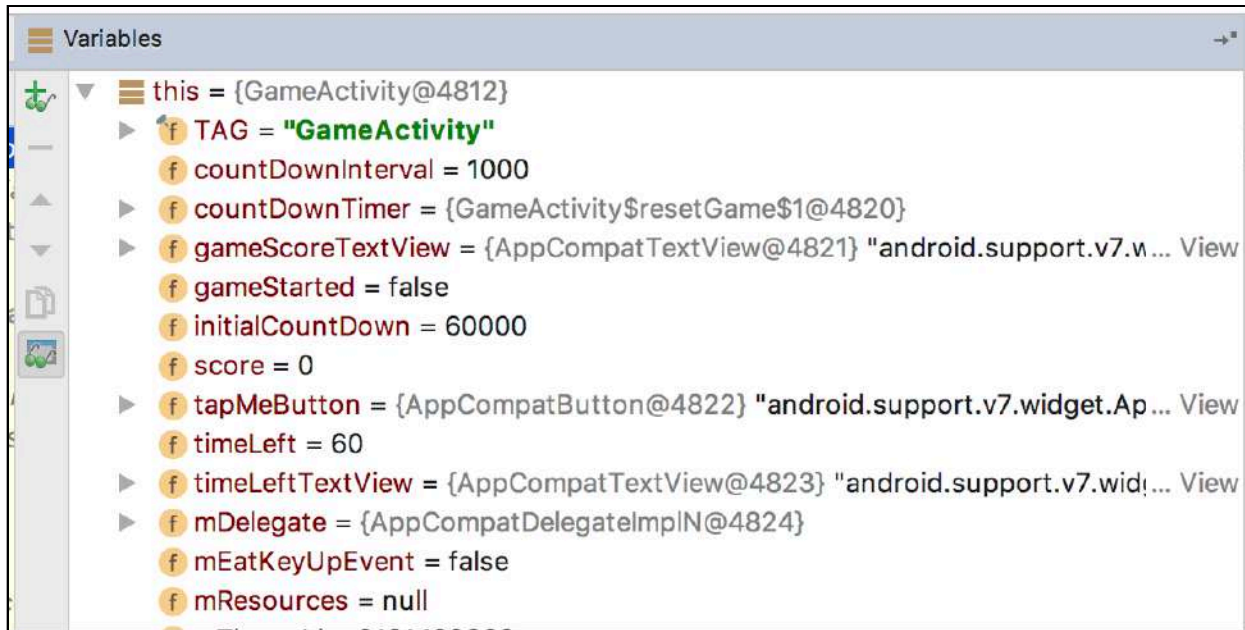 Variables
this = {GameActivity@4812}
f TAG = "GameActivity"
f countDownInterval = 1000
f countDownTimer = {GameActivity$resetGame$1@4820}
f gameScoreTextView = {AppCompatTextView@4821} "android.support.v7.w... View
f gameStarted = false
f initialCountDown = 60000
f score = 0
f tapMeButton = {AppCompatButton@4822} "android.support.v7.widget.Ap... View
f timeLeft = 60
f timeLeftTextView = {AppCompatTextView@4823} "android.support.v7.widg... View
f mDelegate = {AppCompatDelegateImplN@4824}
f mEatKeyUpEvent = false
f mResources = null